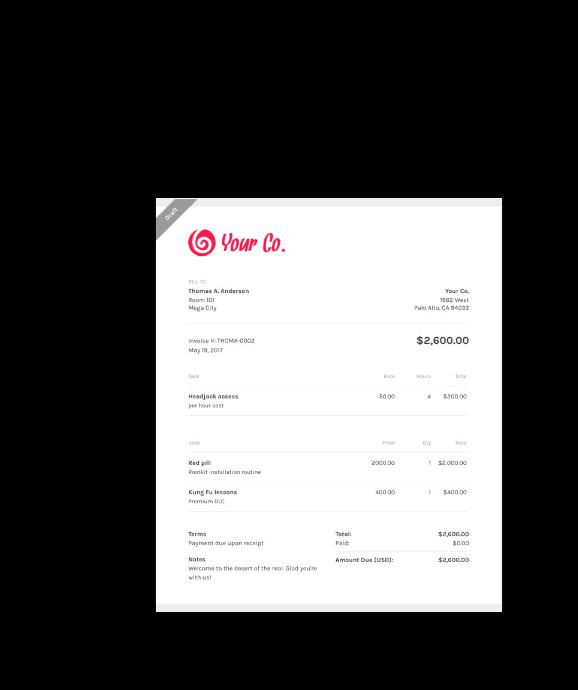 Draft
Your Co.
BILL TO:
Thomas A. Anderson
Room 101
Mega City
Your Co.
1982 West
Palo Alto, CA 94032
Invoice #: THOMA-0002
May 19, 2017
$2,600.00
Task Rate Hours Total
Headjack access 50.00 4 $200.00
per hour cost
Item Price Qty Total
Red pill 2000.00 1 $2,000.00
Rootkit installation routine
Kung Fu lessons 400.00 1 $400.00
Premium DLC
Terms
Payment due upon receipt
Notes
Welcome to the desert of the real. Glad you're
with us!
Total: $2,600.00
Paid: $0.00
Amount Due (USD): $2,600.00